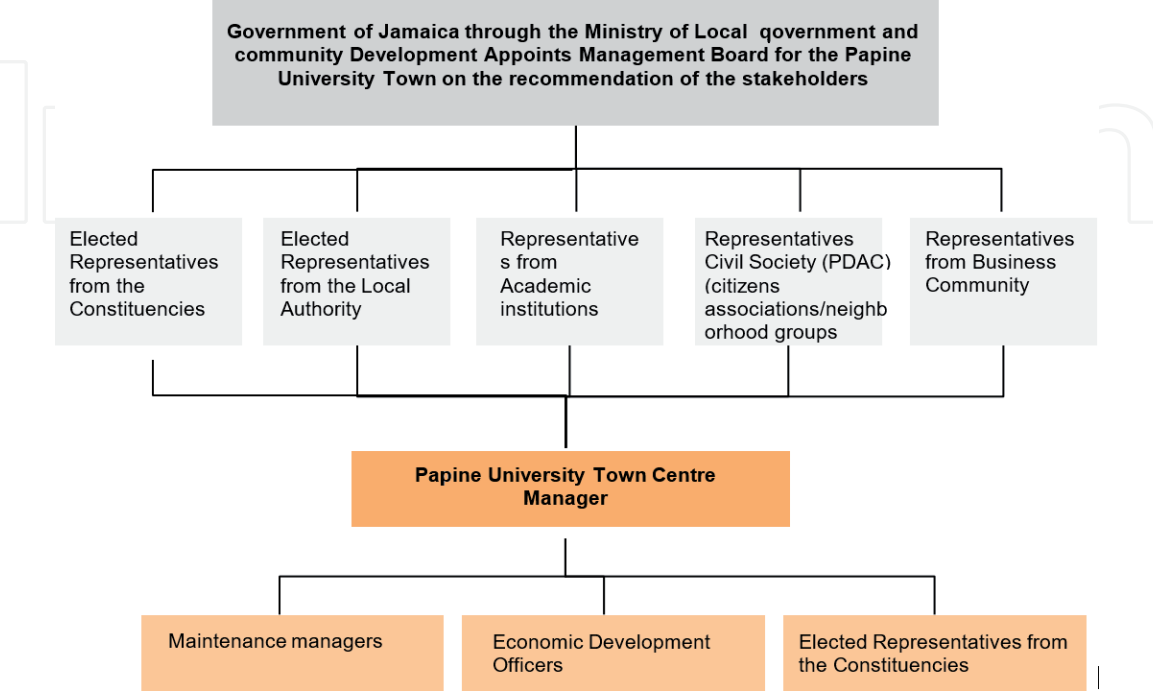 Government of Jamaica through the Ministry of Local qovernment and
community Development Appoints Management Board for the Papine
University Town on the recommendation of the stakeholders
Elected
Representatives
from the
Constituencies
Elected
Representatives
from the Local
Authority
Representative
s from
Academic
institutions
Representatives
Civil Society (PDAC)
(citizens
associations/neighb
orhood groups
Representatives
from Business
Community
Papine University Town Centre
Manager
Maintenance managers
Economic Development
Officers
Elected Representatives from
the Constituencies